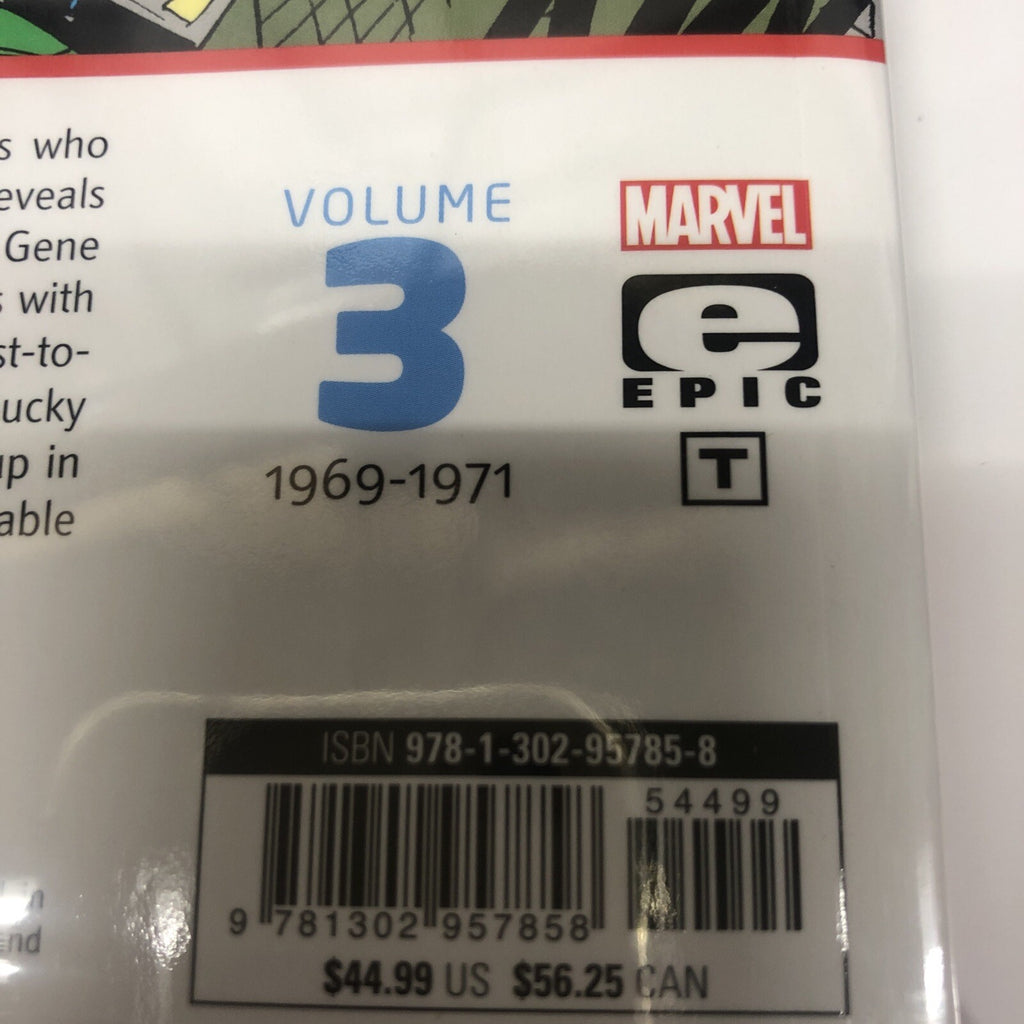 s who
eveals
Gene
s with
st-to-
ucky
up in
able
VOLUME
3
1969-1971
MARVEL
e
EPIC
T
ISBN 978-1-302-95785-8
54499
9 781302 957858
$44.99 US $56.25 CAN